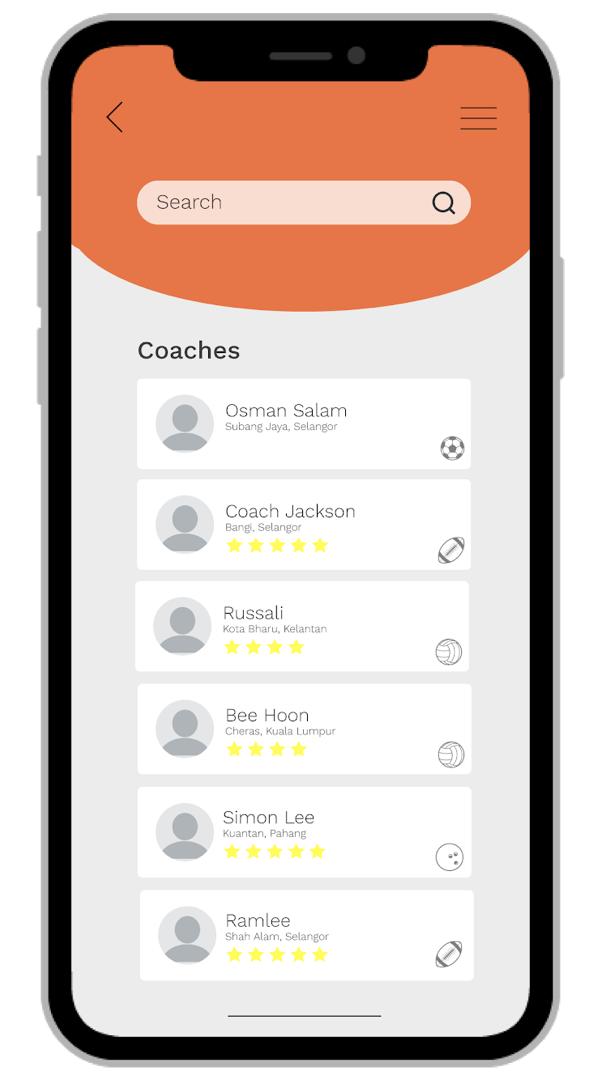 Search
Coaches
Osman Salam
Subang Jaya, Selangor
Coach Jackson
Bangi, Selangor
Russali
Kota Bharu, Kelantan
Bee Hoon
Cheras, Kuala Lumpur
Simon Lee
Kuantan, Pahang
Ramlee
Shah Alam, Selangor